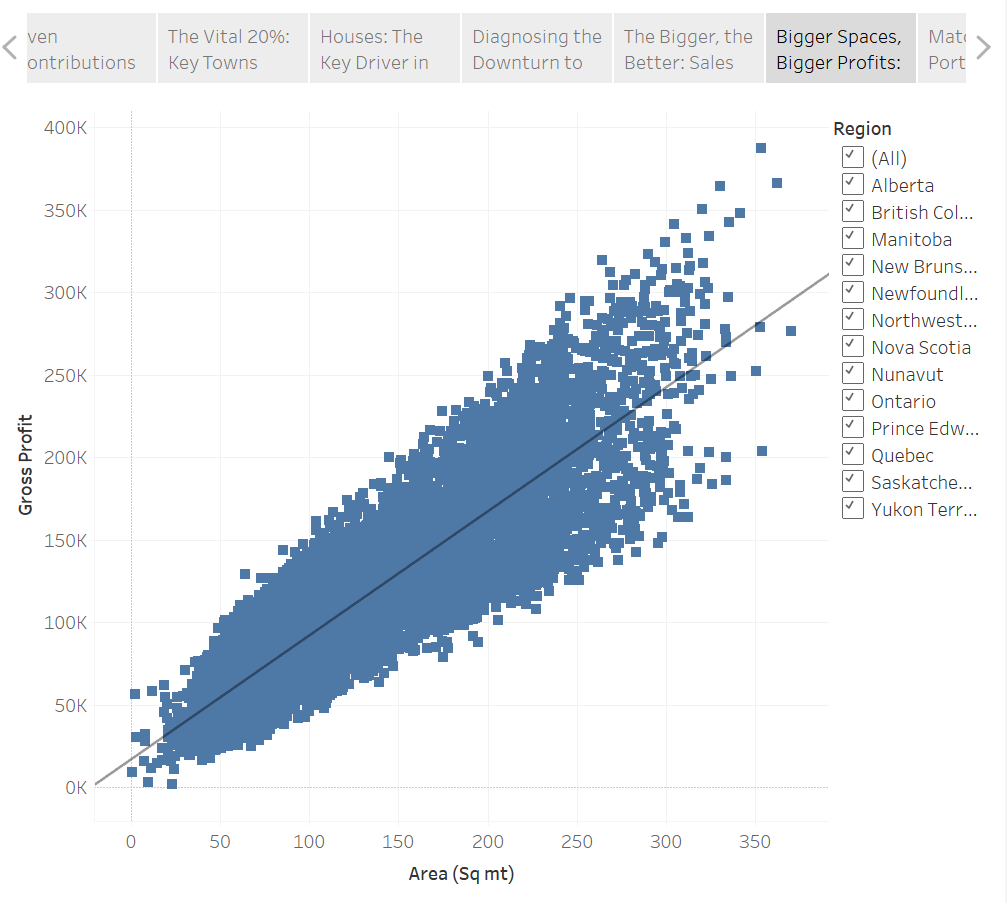 ven
ontributions
The Vital 20%:
Key Towns
Houses: The
Key Driver in
Diagnosing the
Downturn to
The Bigger, the
Better: Sales
Bigger Spaces,
Bigger Profits:
Matc
Port
400K
350K
300K
250K
200K
150K
100K
50K
0K
Gross Profit
0 50 100 150 200 250 300 350
Area (Sq mt)
Region
(All)
Alberta
British Col...
Manitoba
New Bruns...
Newfoundl...
Northwest...
Nova Scotia
Nunavut
Ontario
Prince Edw...
Quebec
Saskatche...
Yukon Terr...